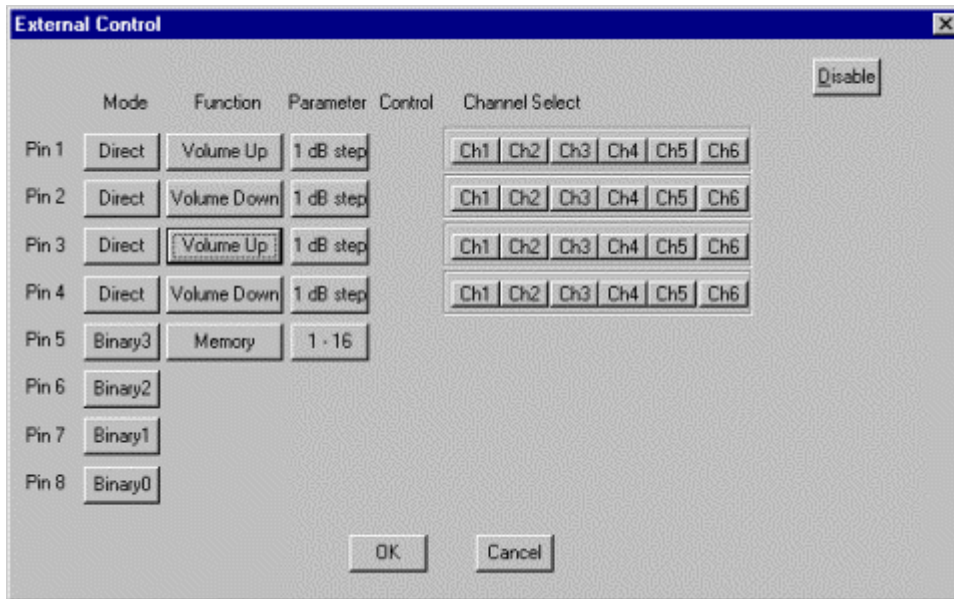 External Control
Disable
Mode Function Parameter Control Channel Select
Pin 1 Direct Volume Up 1 dB step Ch1 Ch2 Ch3 Ch4 Ch5 Ch6
Pin 2 Direct Volume Down 1 dB step Ch1 Ch2 Ch3 Ch4 Ch5 Ch6
Pin 3 Direct Volume Up 1 dB step Ch1 Ch2 Ch3 Ch4 Ch5 Ch6
Pin 4 Direct Volume Down 1 dB step Ch1 Ch2 Ch3 Ch4 Ch5 Ch6
Pin 5 Binary3 Memory 1 - 16
Pin 6 Binary2
Pin 7 Binary1
Pin 8 Binary0
OK Cancel